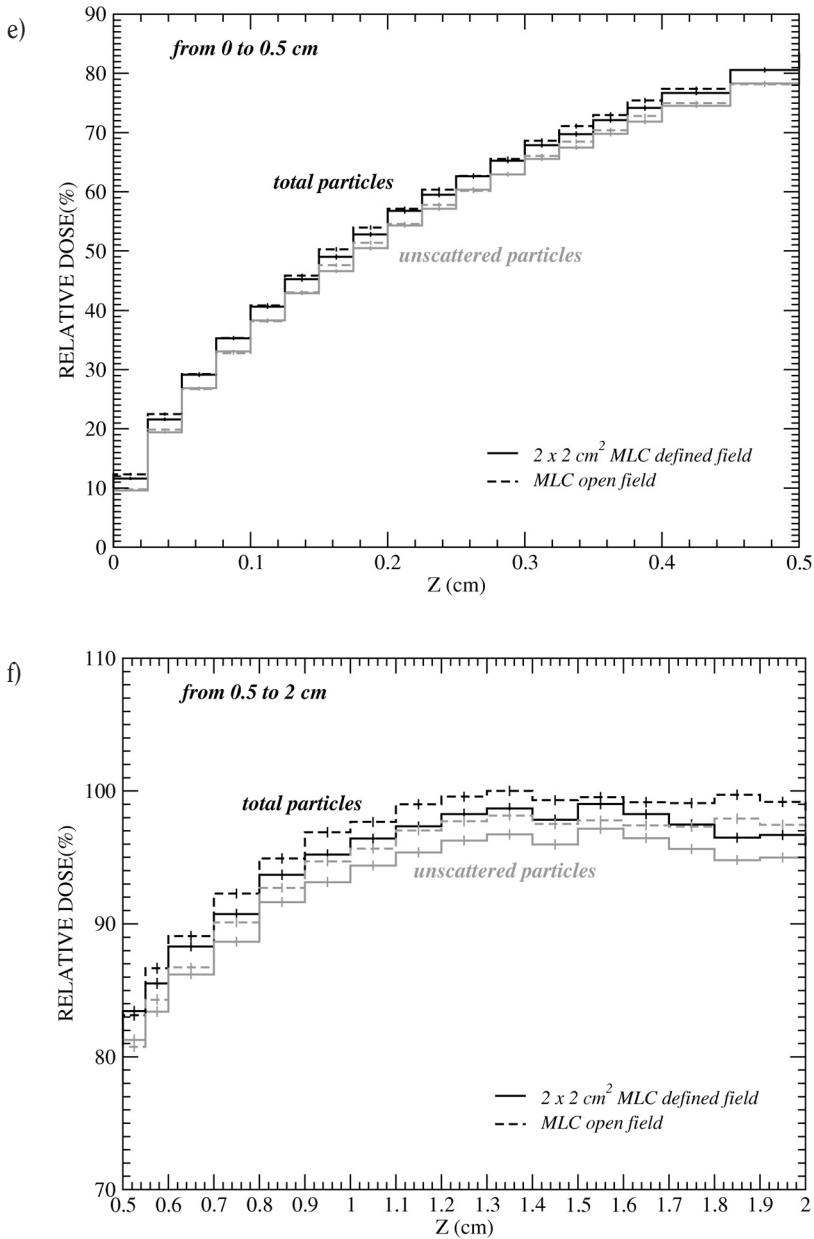 e)
from 0 to 0.5 cm
90
80
70
60
50
40
30
20
10
0
RELATIVE DOSE(%)
total particles
unscattered particles
2 x 2 cm² MLC defined field
MLC open field
0 0.1 0.2 0.3 0.4 0.5
Z (cm)
f)
from 0.5 to 2 cm
110
100
90
80
70
RELATIVE DOSE(%)
total particles
unscattered particles
2 x 2 cm² MLC defined field
MLC open field
0.5 0.6 0.7 0.8 0.9 1 1.1 1.2 1.3 1.4 1.5 1.6 1.7 1.8 1.9 2
Z (cm)